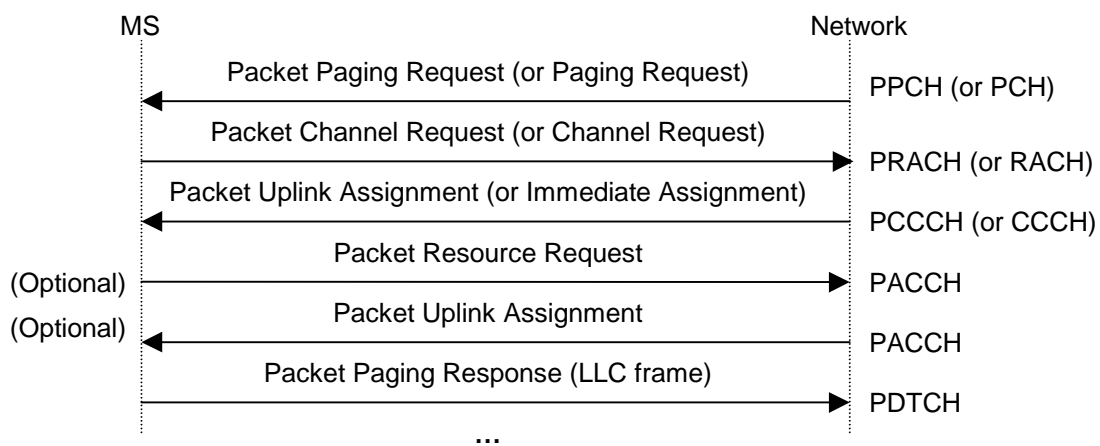 MS Network
Packet Paging Request (or Paging Request)
PPCH (or PCH)
Packet Channel Request (or Channel Request)
PRACH (or RACH)
Packet Uplink Assignment (or Immediate Assignment)
PCCCH (or CCCH)
Packet Resource Request
(Optional) PACCH
Packet Uplink Assignment
(Optional) PACCH
Packet Paging Response (LLC frame)
PDTCH
...